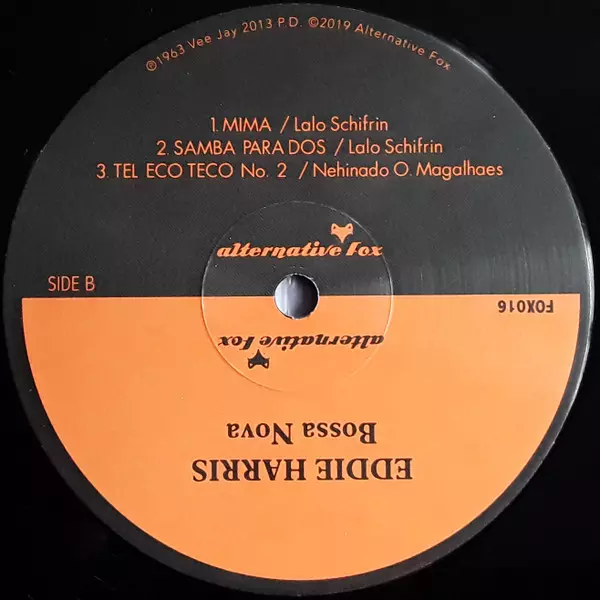 ℗1963 Vee Jay 2013 P.D. ©2019 Alternative Fox
1. MIMA / Lalo Schifrin
2. SAMBA PARA DOS / Lalo Schifrin
3. TEL ECO TECO No. 2 / Nehinado O. Magalhaes
alternative fox
SIDE B
FOX016
alternative fox
EDDIE HARRIS
Bossa Nova